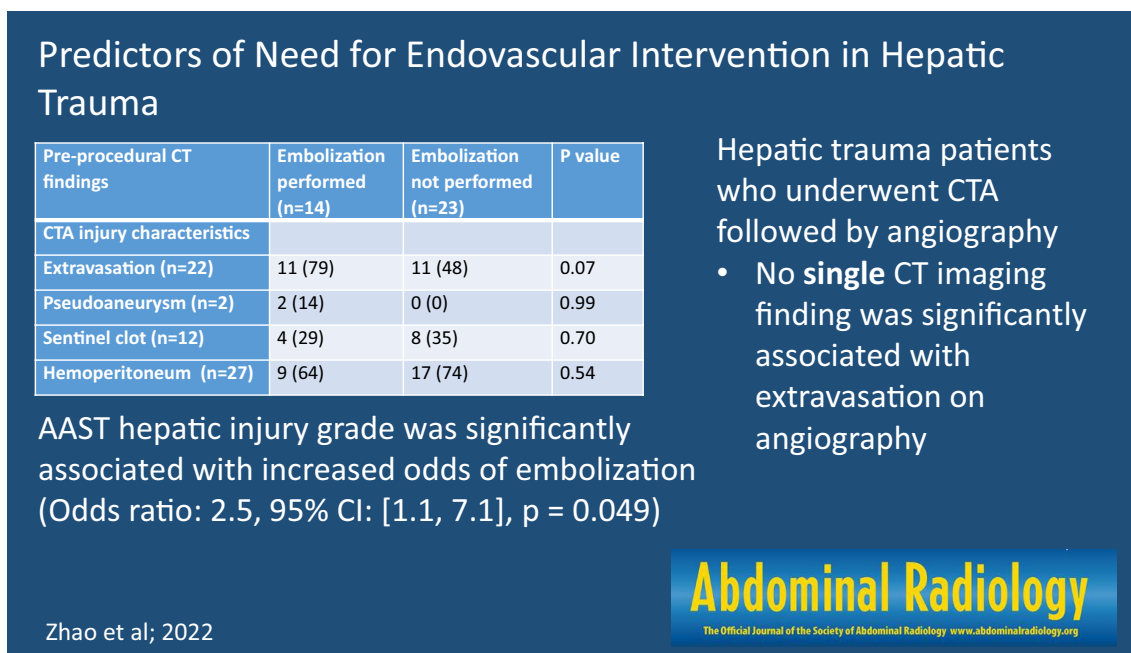 Predictors of Need for Endovascular Intervention in Hepatic
Trauma
Pre-procedural CT findings | Embolization performed (n=14) | Embolization not performed (n=23) | P value
CTA injury characteristics
Extravasation (n=22) | 11 (79) | 11 (48) | 0.07
Pseudoaneurysm (n=2) | 2 (14) | 0 (0) | 0.99
Sentinel clot (n=12) | 4 (29) | 8 (35) | 0.70
Hemoperitoneum (n=27) | 9 (64) | 17 (74) | 0.54
AAST hepatic injury grade was significantly
associated with increased odds of embolization
(Odds ratio: 2.5, 95% CI: [1.1, 7.1], p = 0.049)
Hepatic trauma patients
who underwent CTA
followed by angiography
• No single CT imaging
finding was significantly
associated with
extravasation on
angiography
Zhao et al; 2022
Abdominal Radiology
The Official Journal of the Society of Abdominal Radiology www.abdominalradiology.org